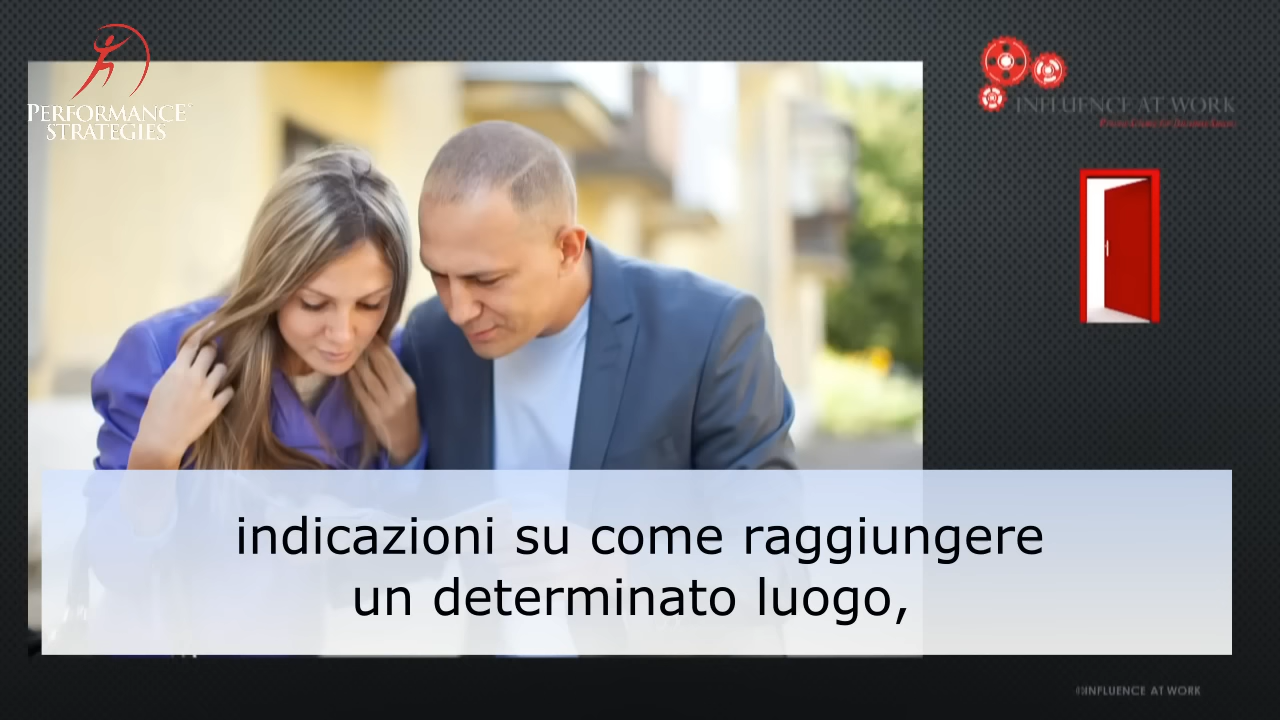 PERFORMANCE
STRATEGIES
INFLUENCE AT WORK
indicazioni su come raggiungere
un determinato luogo,
INFLUENCE AT WORK